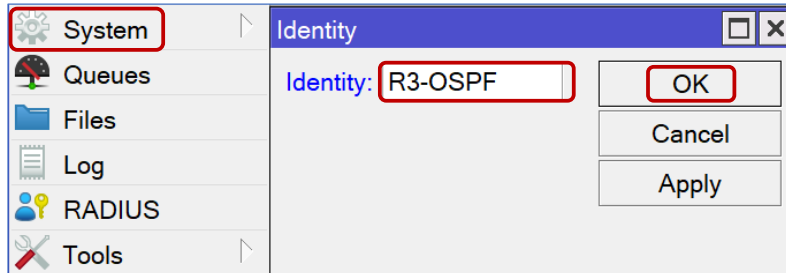 System
Queues
Files
Log
RADIUS
Tools
Identity
Identity: R3-OSPF
OK
Cancel
Apply